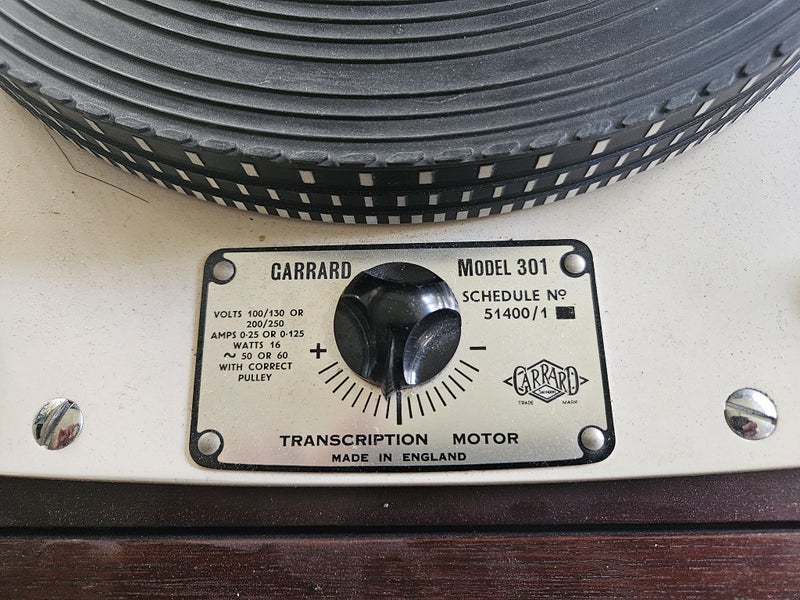 GARRARD MODEL 301
SCHEDULE Nº
51400/1
VOLTS 100/130 OR
200/250
AMPS 0·25 OR 0·125
WATTS 16
~ 50 OR 60
WITH CORRECT
PULLEY
+ −
GARRARD
TRADE MARK
TRANSCRIPTION MOTOR
MADE IN ENGLAND